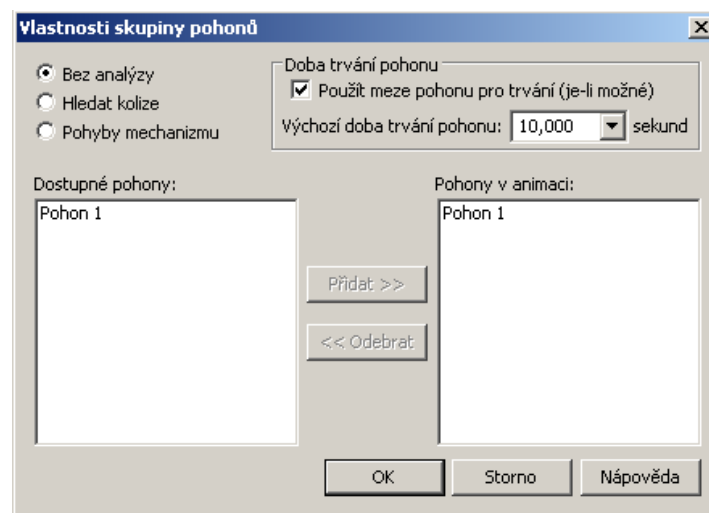 Vlastnosti skupiny pohonů
Bez analýzy
Hledat kolize
Pohyby mechanizmu
Doba trvání pohonu
Použít meze pohonu pro trvání (je-li možné)
Výchozí doba trvání pohonu: 10,000 sekund
Dostupné pohony:
Pohon 1
Přidat >>
<< Odebrat
Pohony v animaci:
Pohon 1
OK Storno Nápověda